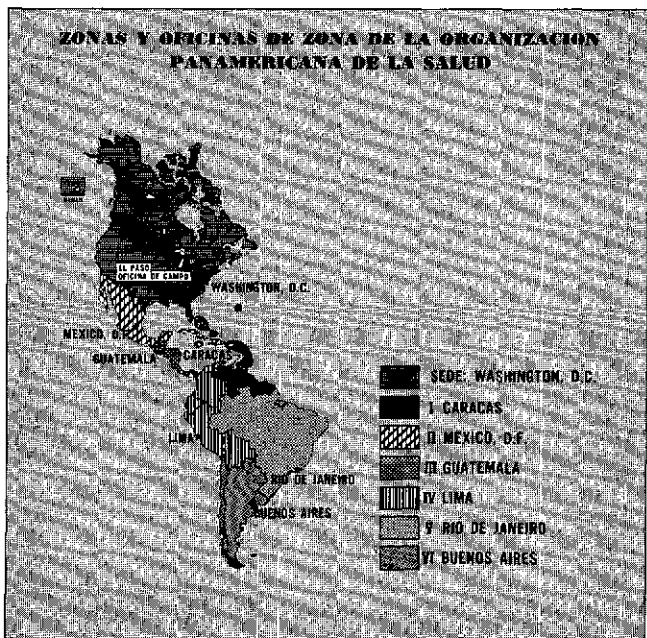 ZONAS Y OFICINAS DE ZONA DE LA ORGANIZACION
PANAMERICANA DE LA SALUD
EL PASO
OFICINA DE CAMPO
WASHINGTON, D.C.
MEXICO, D.F.
GUATEMALA
CARACAS
LIMA
RIO DE JANEIRO
BUENOS AIRES
SEDE: WASHINGTON, D.C.
I CARACAS
II MEXICO, D.F.
III GUATEMALA
IV LIMA
V RIO DE JANEIRO
VI BUENOS AIRES